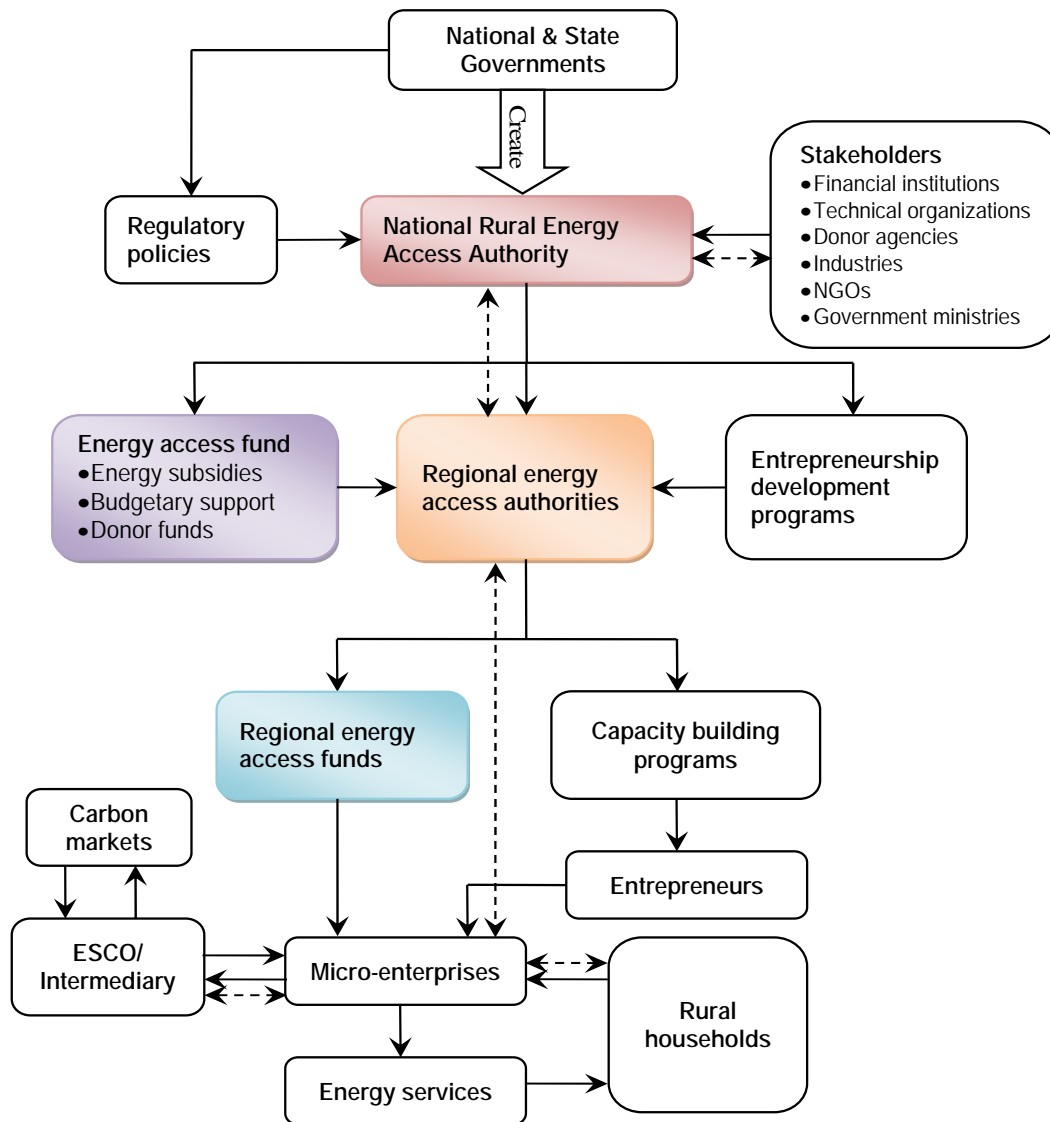 National & State
Governments
Create
Stakeholders
•Financial institutions
•Technical organizations
•Donor agencies
•Industries
•NGOs
•Government ministries
Regulatory
policies
National Rural Energy
Access Authority
Energy access fund
•Energy subsidies
•Budgetary support
•Donor funds
Regional energy
access authorities
Entrepreneurship
development
programs
Regional energy
access funds
Capacity building
programs
Carbon
markets
Entrepreneurs
ESCO/
Intermediary
Micro-enterprises
Rural
households
Energy services